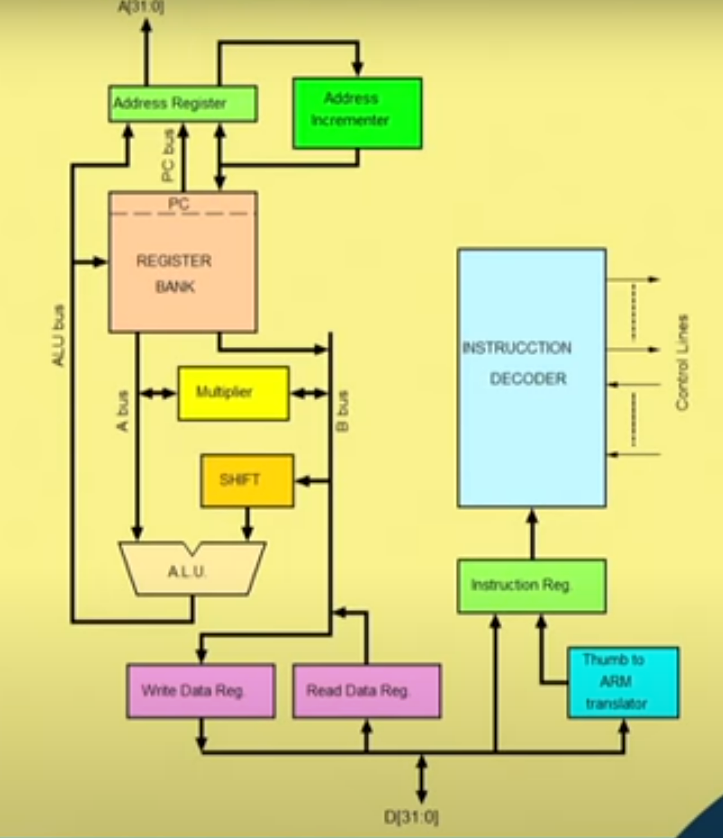 A[31:0]
Address Register
Address
Incrementer
PC bus
PC
REGISTER
BANK
ALU bus
A bus
Multiplier
B bus
SHIFT
A.L.U.
INSTRUCCTION
DECODER
Control Lines
Instruction Reg.
Write Data Reg.
Read Data Reg.
Thumb to
ARM
translator
D[31:0]